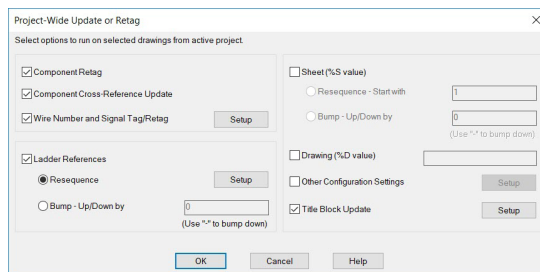 Project-Wide Update or Retag
Select options to run on selected drawings from active project.
Component Retag
Component Cross-Reference Update
Wire Number and Signal Tag/Retag
Setup
Ladder References
Resequence
Setup
Bump - Up/Down by
0
(Use "-" to bump down)
Sheet (%S value)
Resequence - Start with
1
Bump - Up/Down by
0
(Use "-" to bump down)
Drawing (%D value)
Other Configuration Settings
Setup
Title Block Update
Setup
OK
Cancel
Help